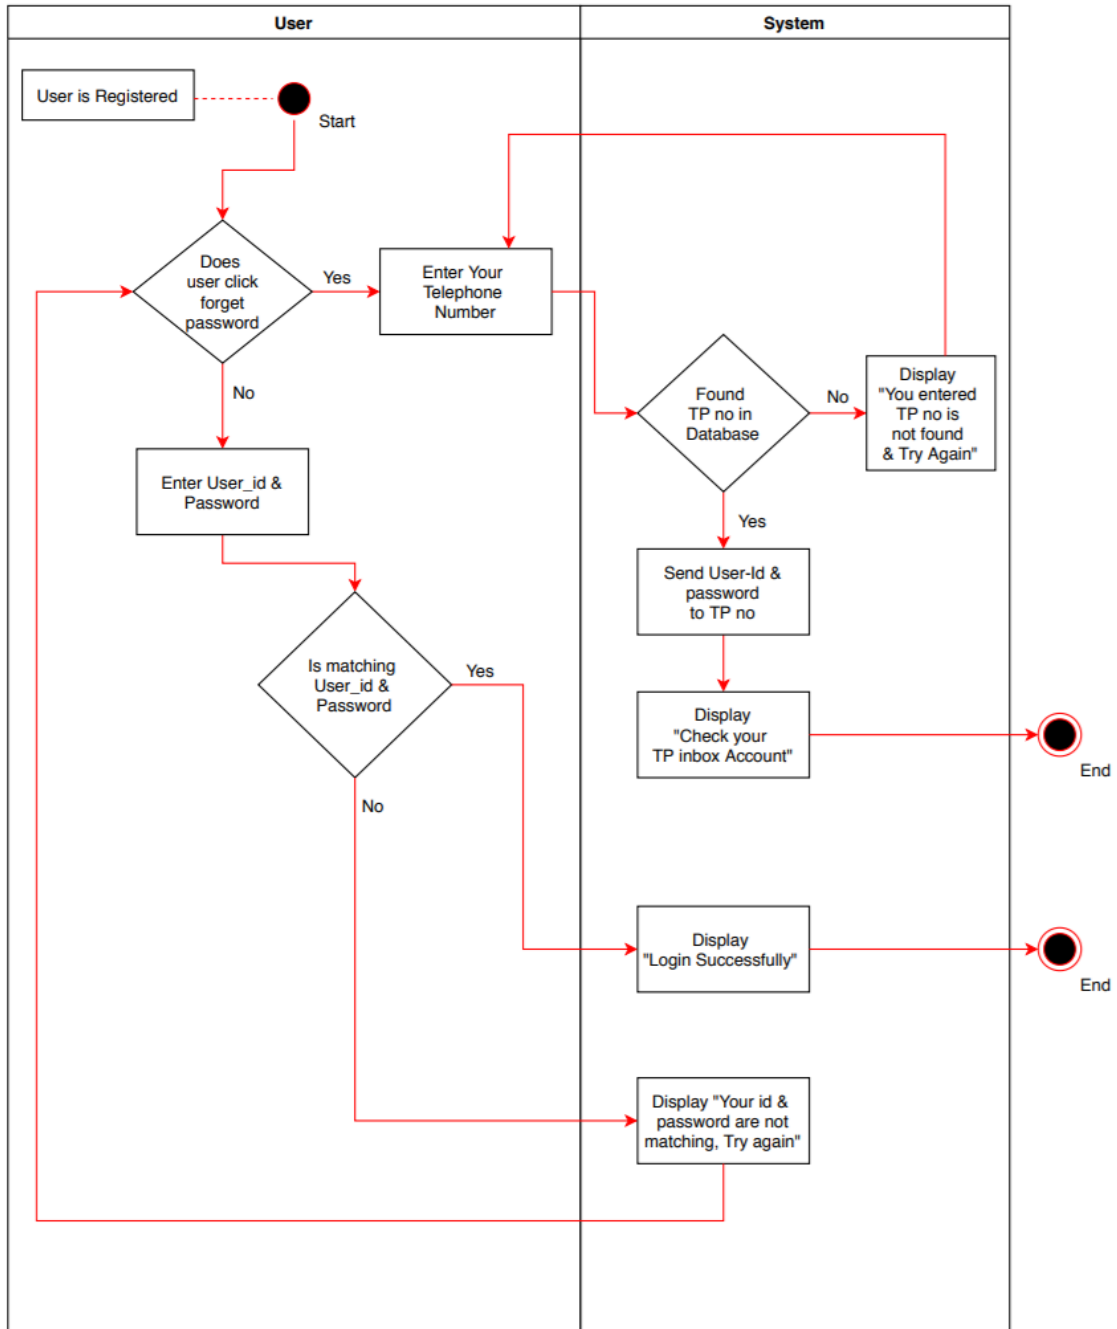 User
System
User is Registered
Start
Does
user click
forget
password
Yes
Enter Your
Telephone
Number
No
Found
TP no in
Database
No
Display
"You entered
TP no is
not found
& Try Again"
Enter User_id &
Password
Yes
Send User-Id &
password
to TP no
Is matching
User_id &
Password
Yes
Display
"Check your
TP inbox Account"
End
No
Display
"Login Successfully"
End
Display "Your id &
password are not
matching, Try again"